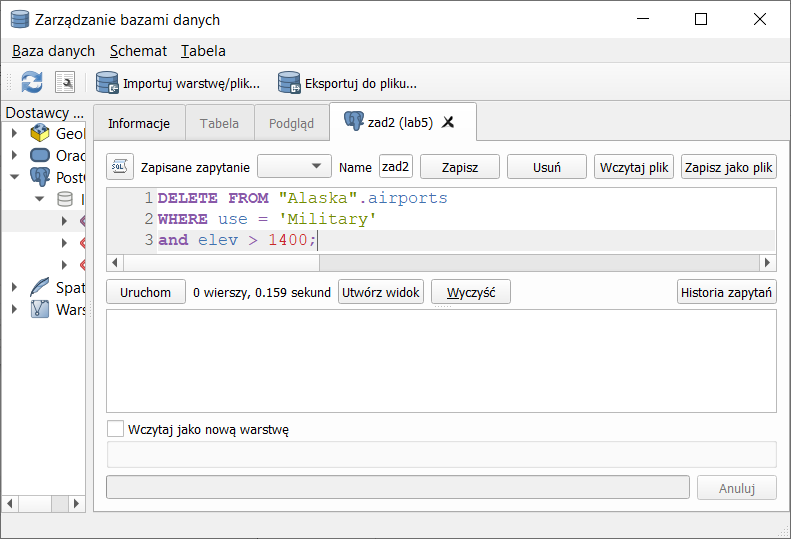 Zarządzanie bazami danych
Baza danych Schemat Tabela
Importuj warstwę/plik... Eksportuj do pliku...
Dostawcy ...
Informacje Tabela Podgląd zad2 (lab5)
Geol
Orac
Spat
Wars
SQL Zapisane zapytanie Name zad2 Zapisz Usuń Wczytaj plik Zapisz jako plik
1 DELETE FROM "Alaska".airports
2 WHERE use = 'Military'
3 and elev > 1400;
Uruchom 0 wierszy, 0.159 sekund Utwórz widok Wyczyść Historia zapytań
Wczytaj jako nową warstwę
Anuluj